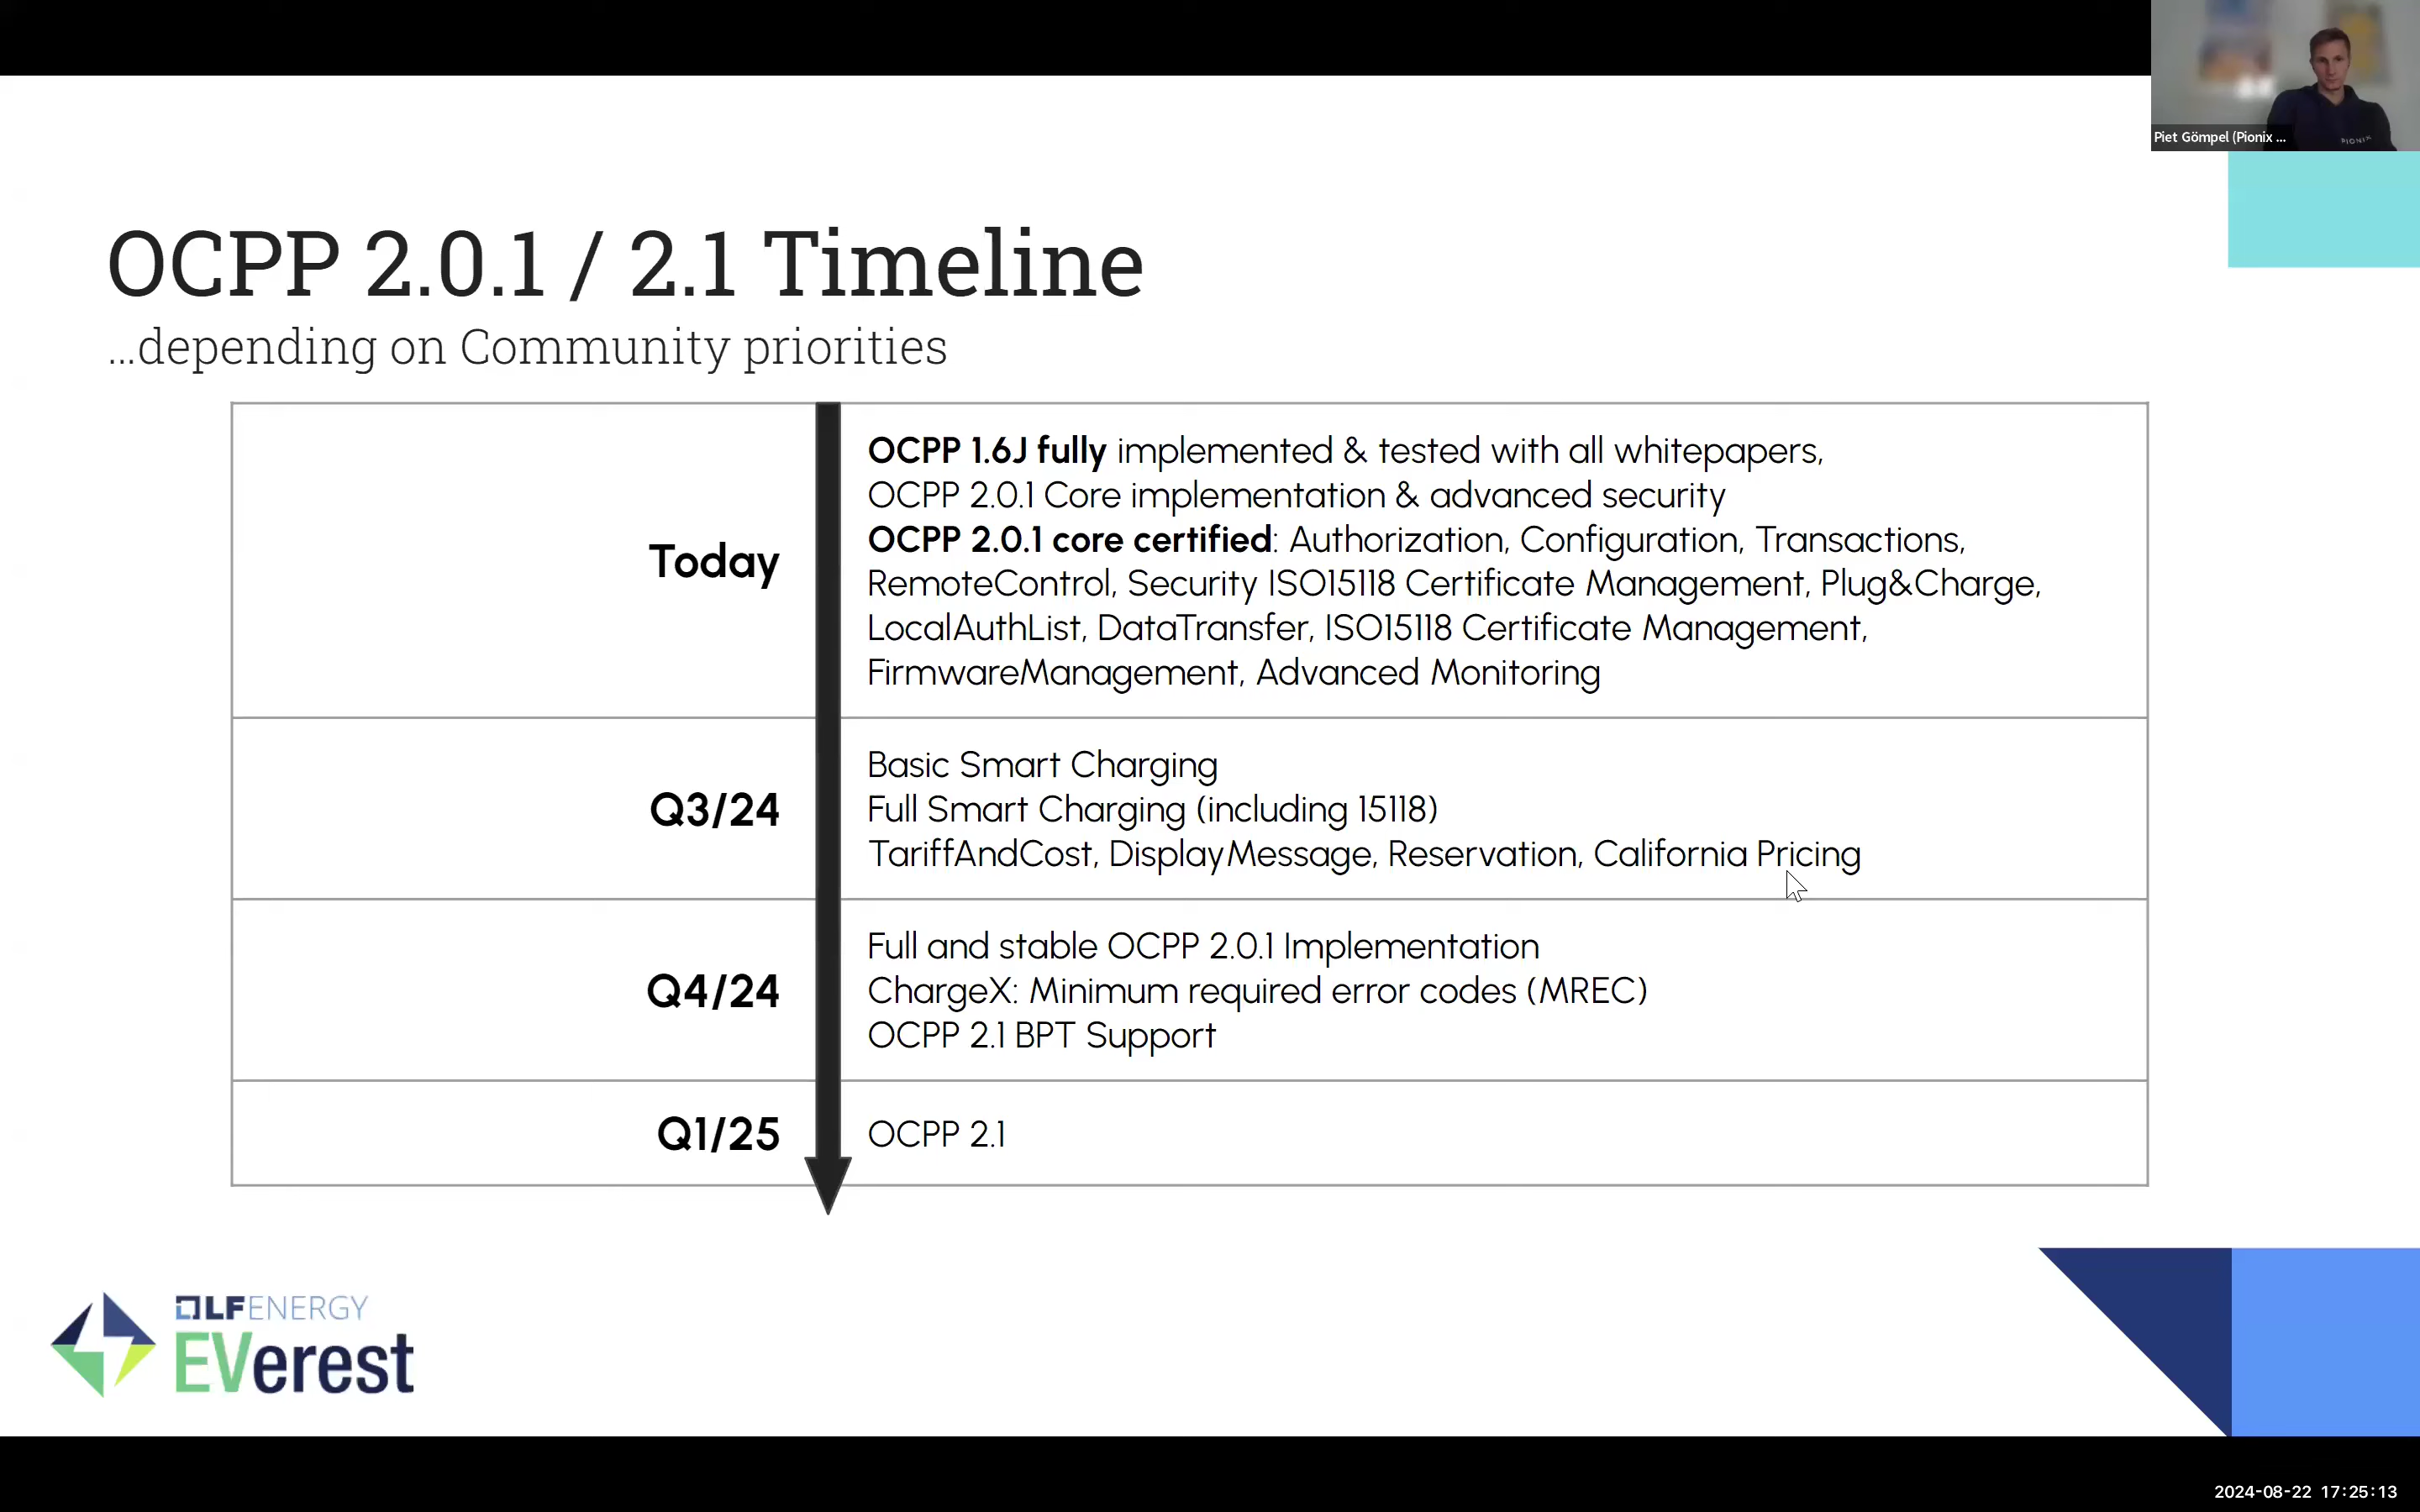 Piet Gömpel (Pionix ...
PIONIX
OCPP 2.0.1 / 2.1 Timeline
...depending on Community priorities
Today
OCPP 1.6J fully implemented & tested with all whitepapers,
OCPP 2.0.1 Core implementation & advanced security
OCPP 2.0.1 core certified: Authorization, Configuration, Transactions,
RemoteControl, Security ISO15118 Certificate Management, Plug&Charge,
LocalAuthList, DataTransfer, ISO15118 Certificate Management,
FirmwareManagement, Advanced Monitoring
Q3/24
Basic Smart Charging
Full Smart Charging (including 15118)
TariffAndCost, DisplayMessage, Reservation, California Pricing
Q4/24
Full and stable OCPP 2.0.1 Implementation
ChargeX: Minimum required error codes (MREC)
OCPP 2.1 BPT Support
Q1/25
OCPP 2.1
LFENERGY
EVerest
2024-08-22 17:25:13